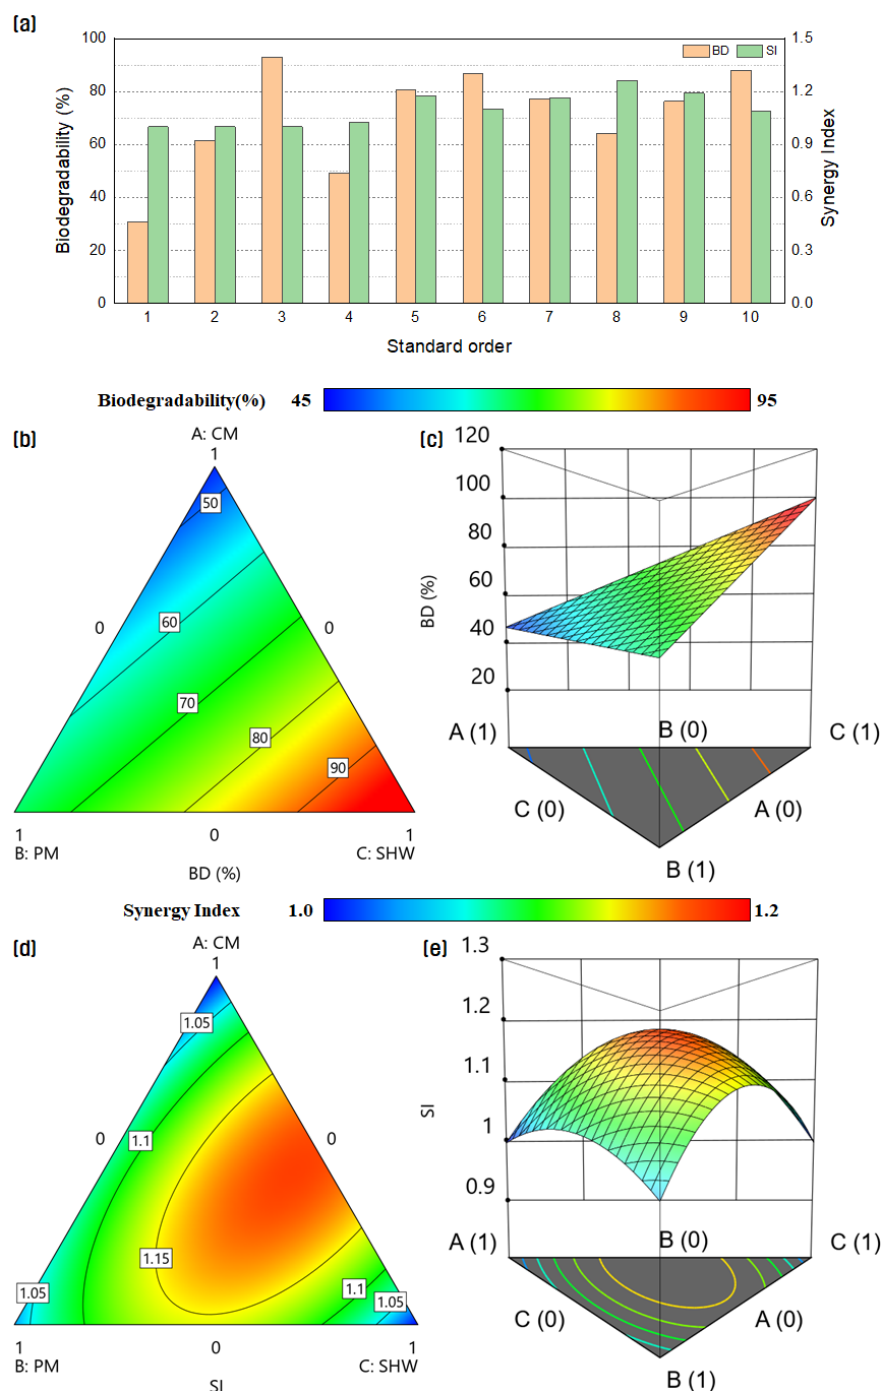 (a)
BD SI
100
80
60
40
20
0
Biodegradability (%)
1.5
1.2
0.9
0.6
0.3
0.0
Synergy Index
1 2 3 4 5 6 7 8 9 10
Standard order
Biodegradability(%) 45 95
(b)
A: CM
1
50
60
70
80
90
0
0
1 0 1
B: PM C: SHW
BD (%)
(c)
120
100
80
60
40
20
BD (%)
A (1) B (0) C (1)
C (0) A (0)
B (1)
Synergy Index 1.0 1.2
(d)
A: CM
1
1.05
1.1
1.15
1.05
1.1
1.05
0
0
1 0 1
B: PM C: SHW
SI
(e)
1.3
1.2
1.1
1
0.9
SI
A (1) B (0) C (1)
C (0) A (0)
B (1)